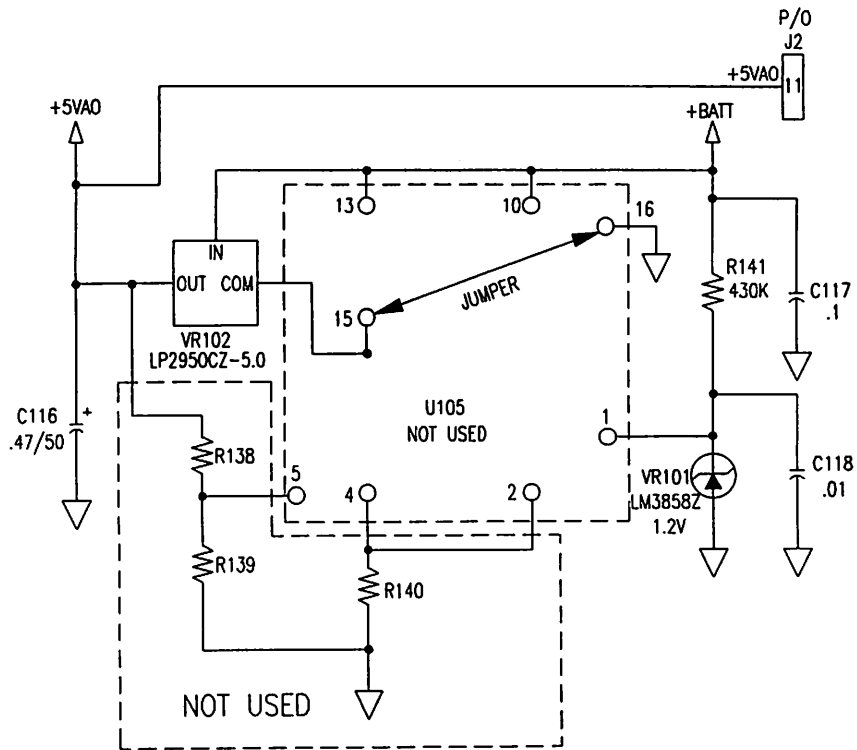 P/O
J2
+5VAO
11
+5VAO
+BATT
13
10
16
IN
OUT COM
JUMPER
R141
430K
C117
.1
15
VR102
LP2950CZ-5.0
C116
+
.47/50
U105
NOT USED
1
R138
5
4
2
VR101
LM3858Z
1.2V
C118
.01
R139
R140
NOT USED